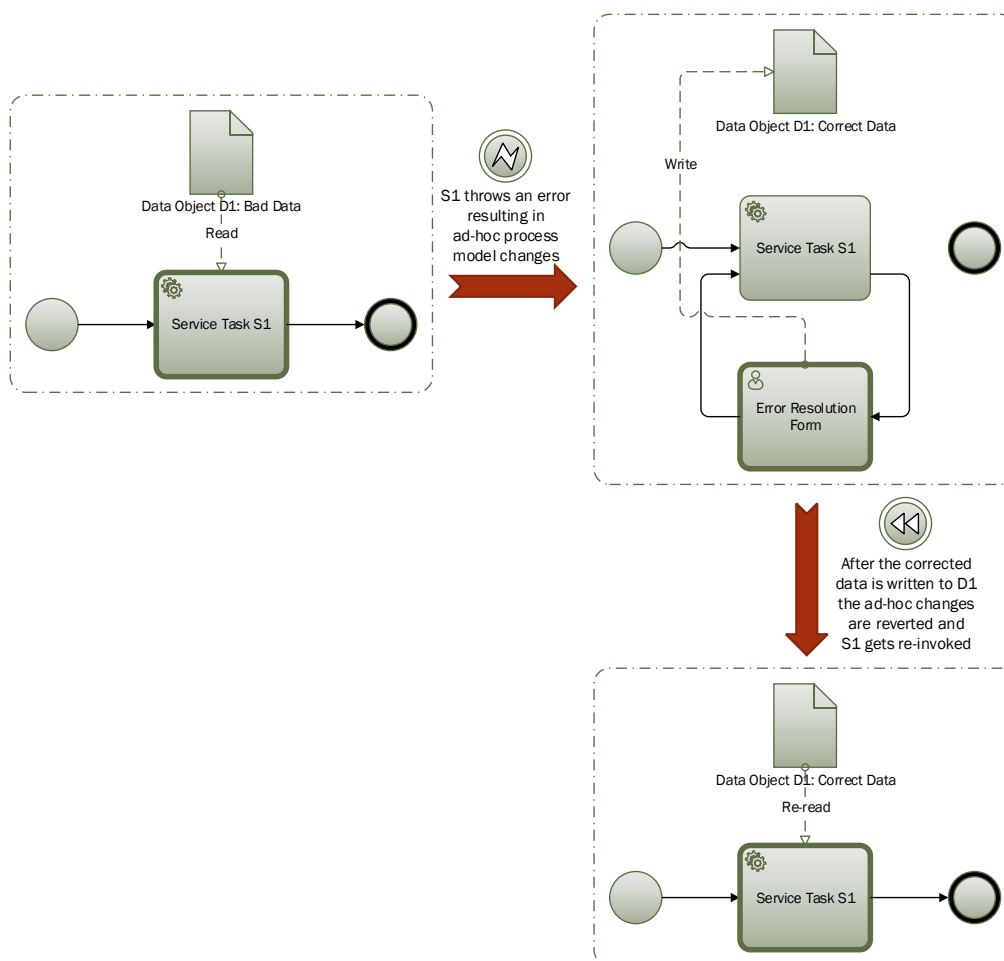 Data Object D1: Bad Data
Read
Service Task S1
S1 throws an error
resulting in
ad-hoc process
model changes
Data Object D1: Correct Data
Write
Service Task S1
Error Resolution
Form
After the corrected
data is written to D1
the ad-hoc changes
are reverted and
S1 gets re-invoked
Data Object D1: Correct Data
Re-read
Service Task S1